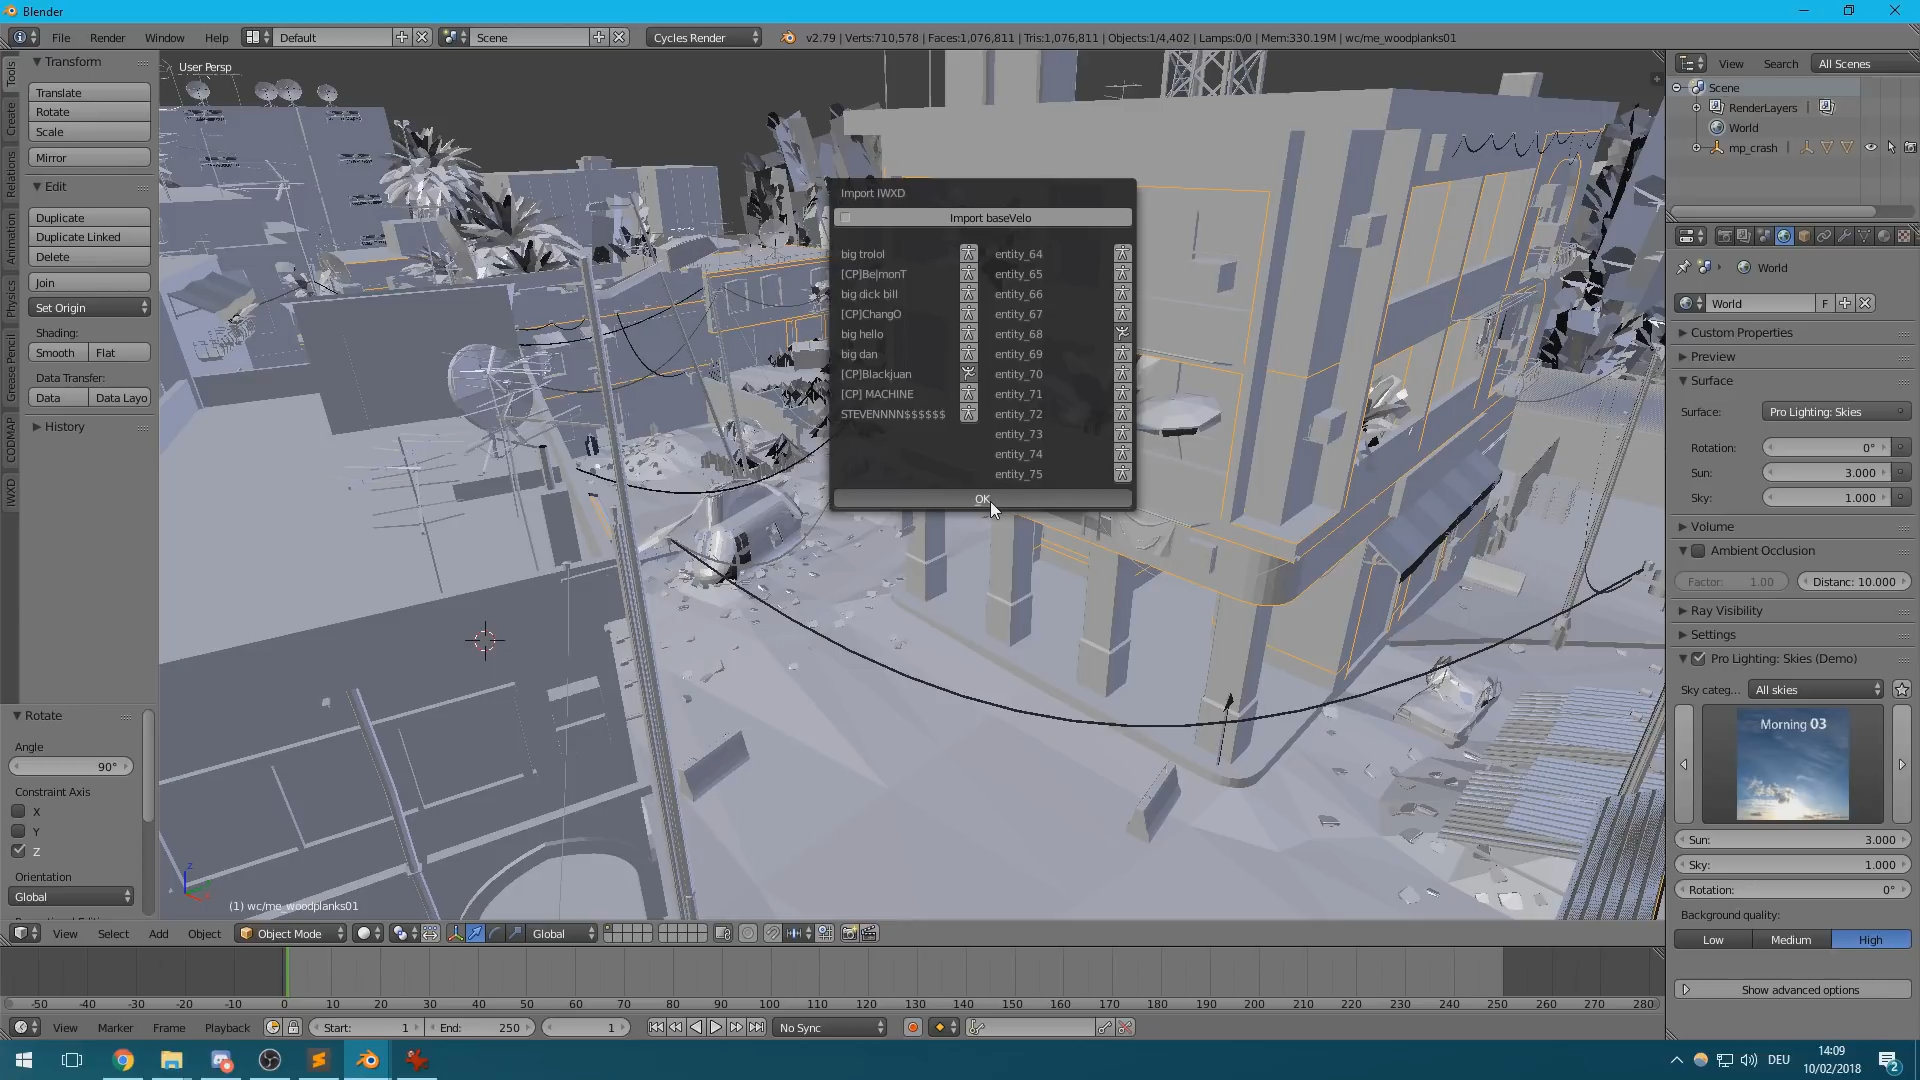 Blender
File Render Window Help Default Scene Cycles Render v2.79 | Verts:710,578 | Faces:1,076,811 | Tris:1,076,811 | Objects:1/4,402 | Lamps:0/0 | Mem:330.19M | wc/me_woodplanks01
Tools
Create
Relations
Animation
Physics
Grease Pencil
CODMAP
IWXD
Transform
Translate
Rotate
Scale
Mirror
Edit
Duplicate
Duplicate Linked
Delete
Join
Set Origin
Shading:
Smooth Flat
Data Transfer:
Data Data Layo
History
Rotate
Angle
90°
Constraint Axis
X
Y
Z
Orientation
Global
User Persp
Import IWXD
Import baseVelo
big trolol
[CP]Be|monT
big dick bill
[CP]ChangO
big hello
big dan
[CP]Blackjuan
[CP] MACHINE
STEVENNNN$$$$$$
entity_64
entity_65
entity_66
entity_67
entity_68
entity_69
entity_70
entity_71
entity_72
entity_73
entity_74
entity_75
OK
z
(1) wc/me_woodplanks01
View Search All Scenes
Scene
RenderLayers
World
mp_crash
World
World F
Custom Properties
Preview
Surface
Surface: Pro Lighting: Skies
Rotation: 0°
Sun: 3.000
Sky: 1.000
Volume
Ambient Occlusion
Factor: 1.00 Distanc: 10.000
Ray Visibility
Settings
Pro Lighting: Skies (Demo)
Sky categ... All skies
Morning 03
Sun: 3.000
Sky: 1.000
Rotation: 0°
Background quality:
Low Medium High
Show advanced options
View Select Add Object Object Mode Global
-50 -40 -30 -20 -10 0 10 20 30 40 50 60 70 80 90 100 110 120 130 140 150 160 170 180 190 200 210 220 230 240 250 260 270 280
View Marker Frame Playback Start: 1 End: 250 1 No Sync
DEU
14:09
10/02/2018
2